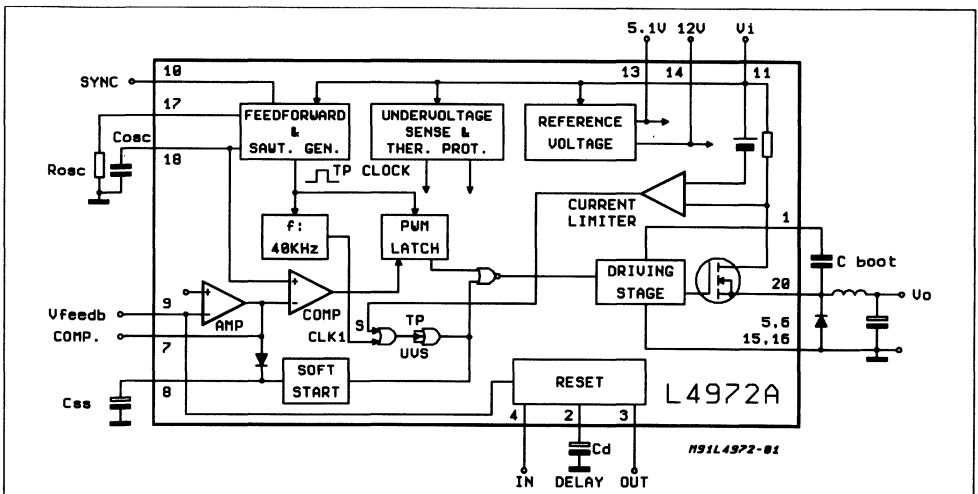 5.1V 12V Vi
13 14 11
10
SYNC
17
FEEDFORWARD
&
SAWT. GEN.
UNDERVOLTAGE
SENSE &
THER. PROT.
REFERENCE
VOLTAGE
Cosc
18
Rosc
TP CLOCK
CURRENT
LIMITER
1
f:
40KHz
PWM
LATCH
C boot
DRIVING
STAGE
20
Vo
+
-
COMP
+
-
AMP
9
Vfeedb
S
TP
CLK1
UVS
5,6
15,16
COMP.
7
SOFT
START
8
Css
RESET
L4972A
4 2 3
Cd
M91L4972-01
IN DELAY OUT